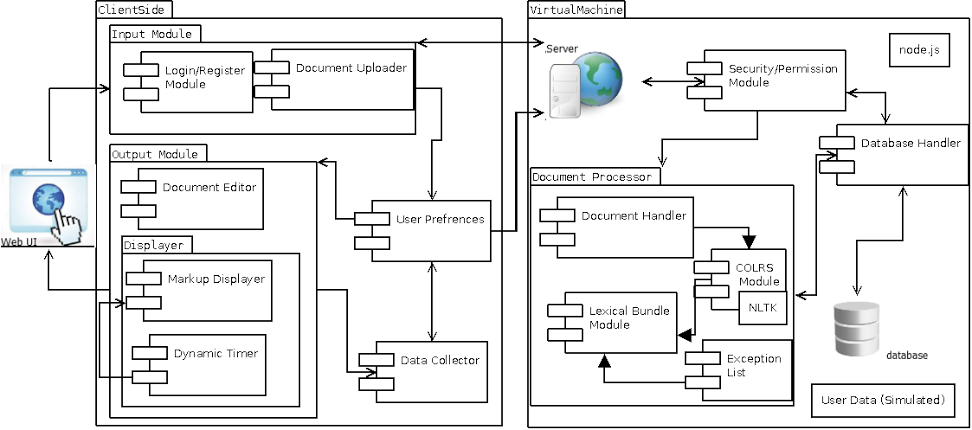 ClientSide
Input Module
Login/Register
Module
Document Uploader
Output Module
Document Editor
Displayer
Markup Displayer
Dynamic Timer
Web UI
User Prefrences
Data Collector
VirtualMachine
Server
Security/Permission
Module
node.js
Database Handler
Document Processor
Document Handler
COLRS
Module
NLTK
Lexical Bundle
Module
Exception
List
database
User Data (Simulated)